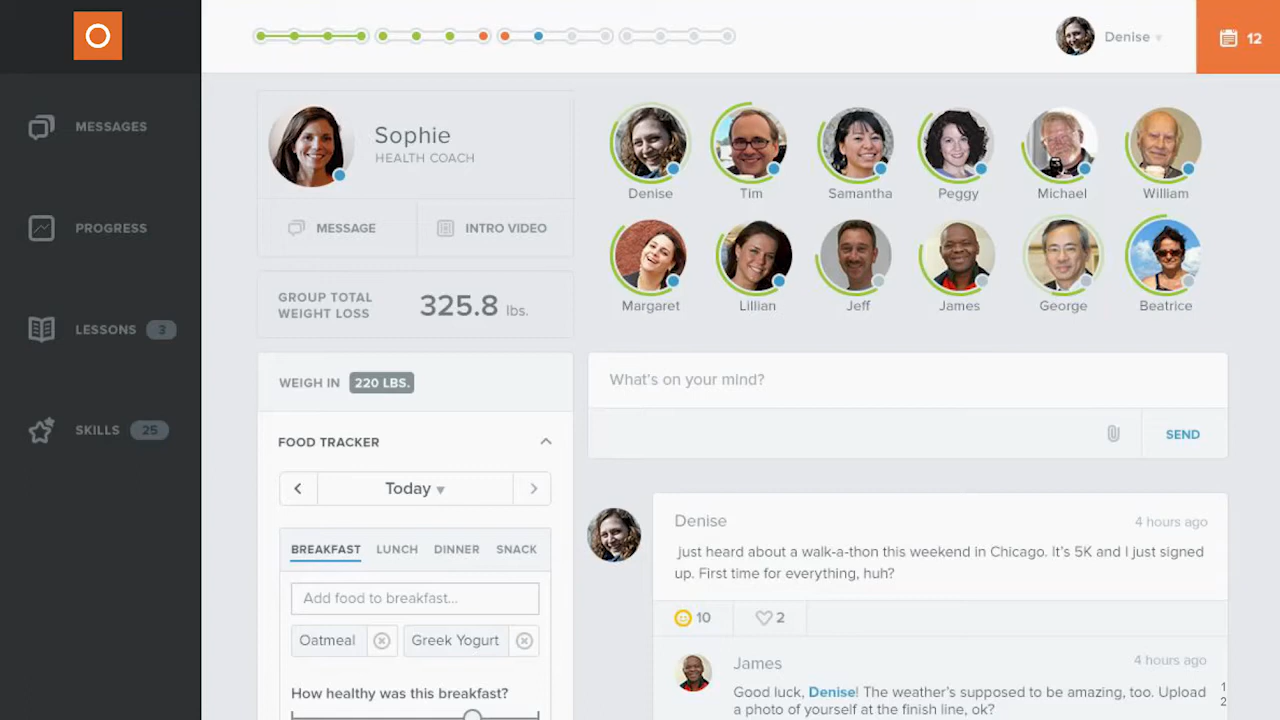 Denise
12
MESSAGES
PROGRESS
LESSONS 3
SKILLS 25
Sophie
HEALTH COACH
MESSAGE
INTRO VIDEO
GROUP TOTAL
WEIGHT LOSS
325.8 lbs.
Denise
Tim
Samantha
Peggy
Michael
William
Margaret
Lillian
Jeff
James
George
Beatrice
WEIGH IN 220 LBS.
FOOD TRACKER
Today
BREAKFAST LUNCH DINNER SNACK
Add food to breakfast...
Oatmeal
Greek Yogurt
How healthy was this breakfast?
What's on your mind?
SEND
Denise
4 hours ago
just heard about a walk-a-thon this weekend in Chicago. It's 5K and I just signed
up. First time for everything, huh?
10
2
James
4 hours ago
Good luck, Denise! The weather's supposed to be amazing, too. Upload
a photo of yourself at the finish line, ok?
1
2